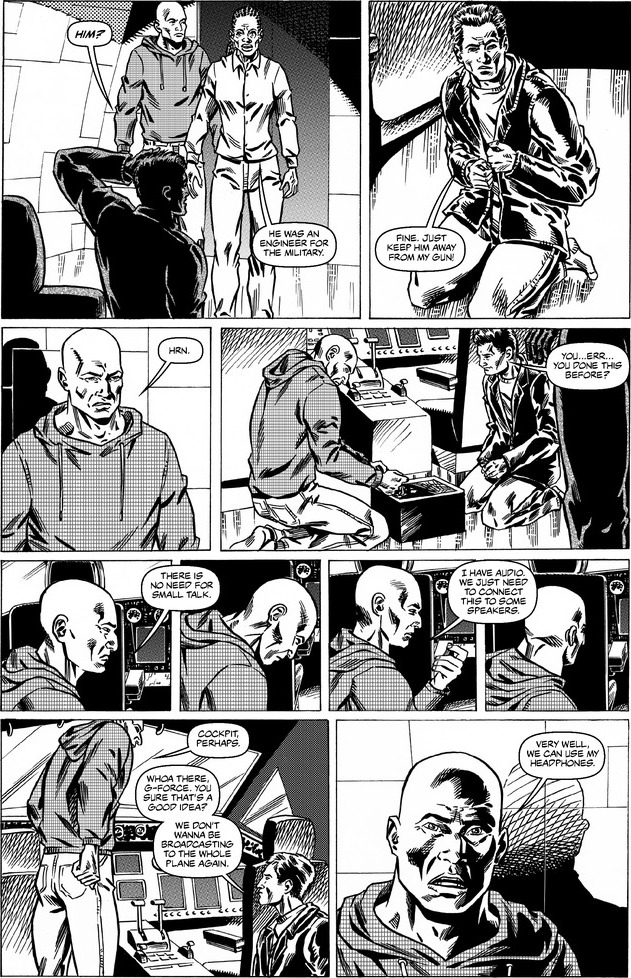 HIM?
HE WAS AN
ENGINEER FOR
THE MILITARY.
FINE. JUST
KEEP HIM AWAY
FROM MY GUN!
HRN.
YOU...ERR...
YOU DONE THIS
BEFORE?
THERE IS
NO NEED FOR
SMALL TALK.
I HAVE AUDIO.
WE JUST NEED
TO CONNECT
THIS TO SOME
SPEAKERS.
COCKPIT,
PERHAPS.
WHOA THERE,
G-FORCE. YOU
SURE THAT'S A
GOOD IDEA?
WE DON'T
WANNA BE
BROADCASTING
TO THE WHOLE
PLANE AGAIN.
VERY WELL,
WE CAN USE MY
HEADPHONES.